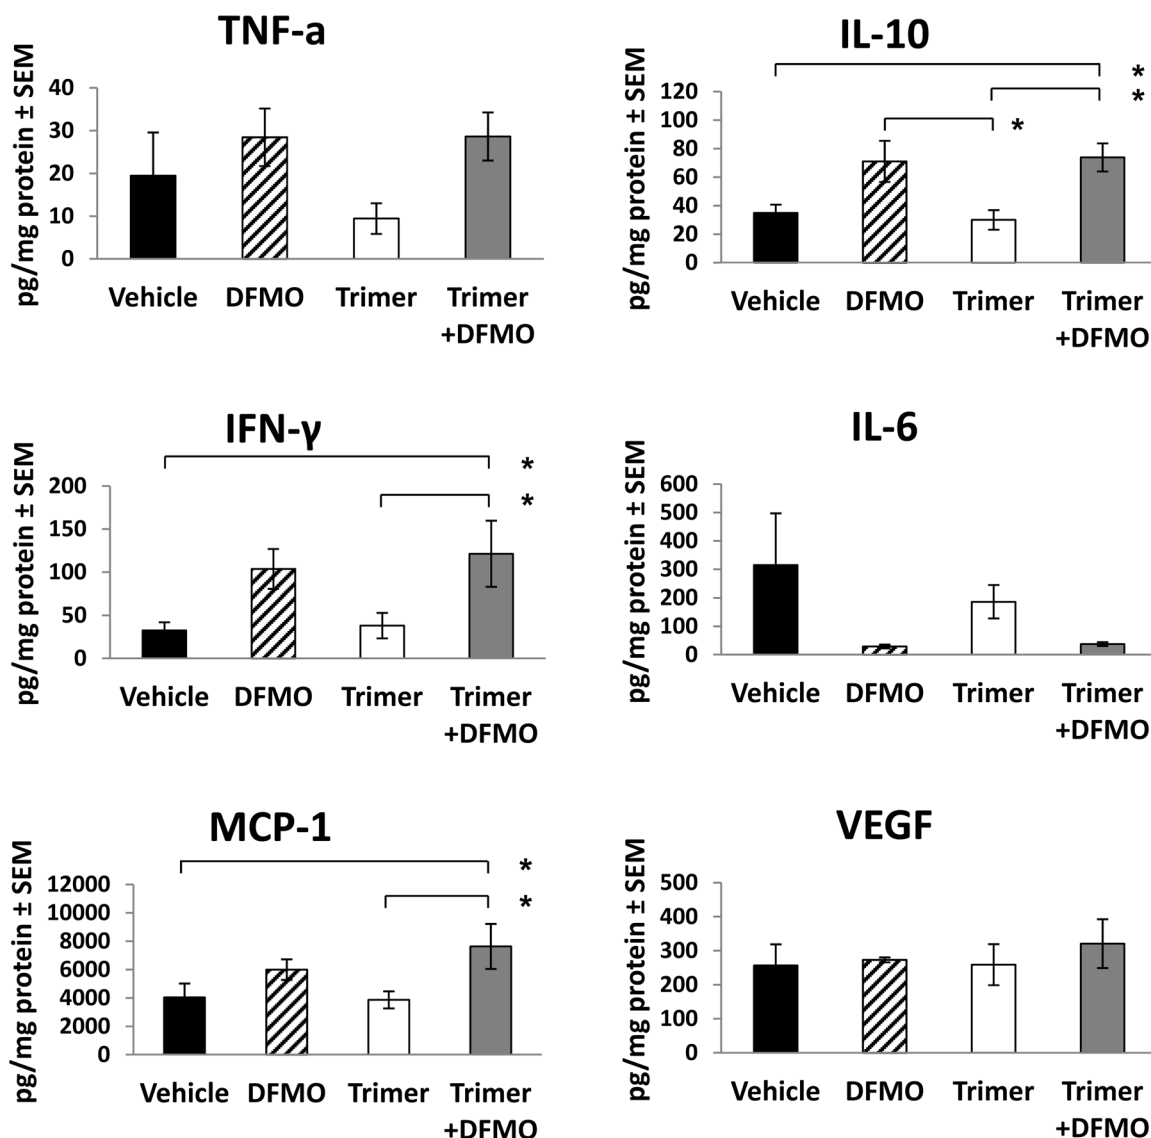 TNF-a
pg/mg protein ± SEM
40
30
20
10
0
Vehicle DFMO Trimer Trimer
+DFMO
IL-10
pg/mg protein ± SEM
*
*
*
120
100
80
60
40
20
0
Vehicle DFMO Trimer Trimer
+DFMO
IFN-γ
pg/mg protein ± SEM
*
*
200
150
100
50
0
Vehicle DFMO Trimer Trimer
+DFMO
IL-6
pg/mg protein ± SEM
600
500
400
300
200
100
0
Vehicle DFMO Trimer Trimer
+DFMO
MCP-1
pg/mg protein ± SEM
*
*
12000
10000
8000
6000
4000
2000
0
Vehicle DFMO Trimer Trimer
+DFMO
VEGF
pg/mg protein ± SEM
500
400
300
200
100
0
Vehicle DFMO Trimer Trimer
+DFMO